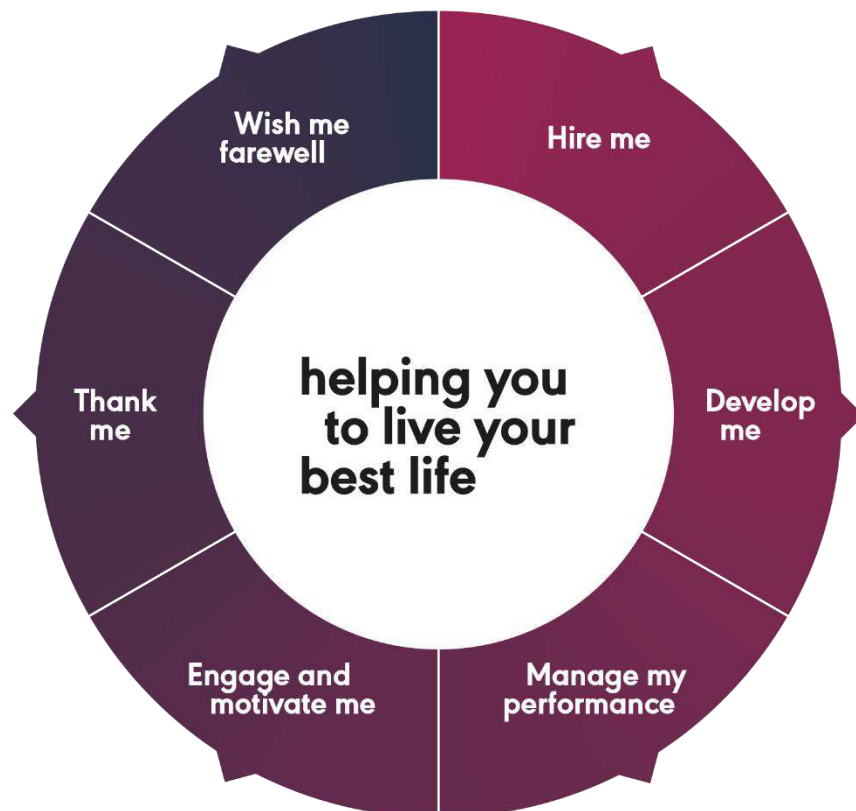 Wish me
farewell
Hire me
Thank
me
helping you
to live your
best life
Develop
me
Engage and
motivate me
Manage my
performance